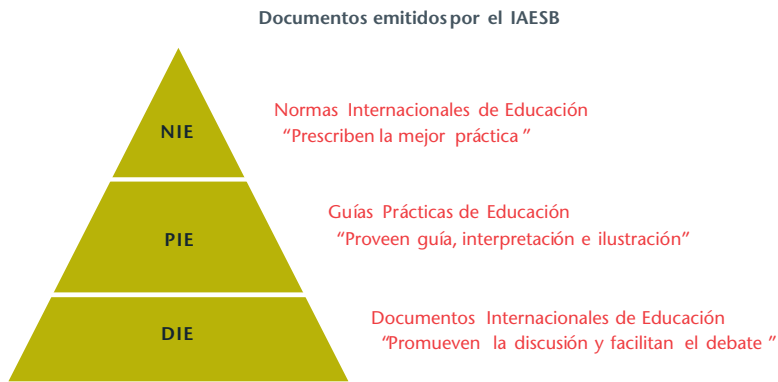 Documentos emitidos por el IAESB
NIE
Normas Internacionales de Educación
“Prescriben la mejor práctica”
PIE
Guías Prácticas de Educación
“Proveen guía, interpretación e ilustración”
DIE
Documentos Internacionales de Educación
“Promueven la discusión y facilitan el debate”